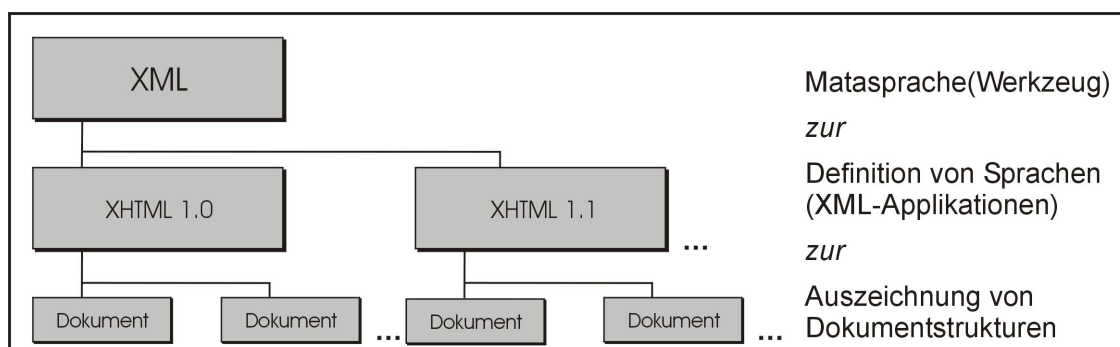 XML
Matasprache(Werkzeug)
zur
XHTML 1.0
XHTML 1.1
...
Definition von Sprachen
(XML-Applikationen)
zur
Dokument
Dokument
...
Dokument
Dokument
...
Auszeichnung von
Dokumentstrukturen